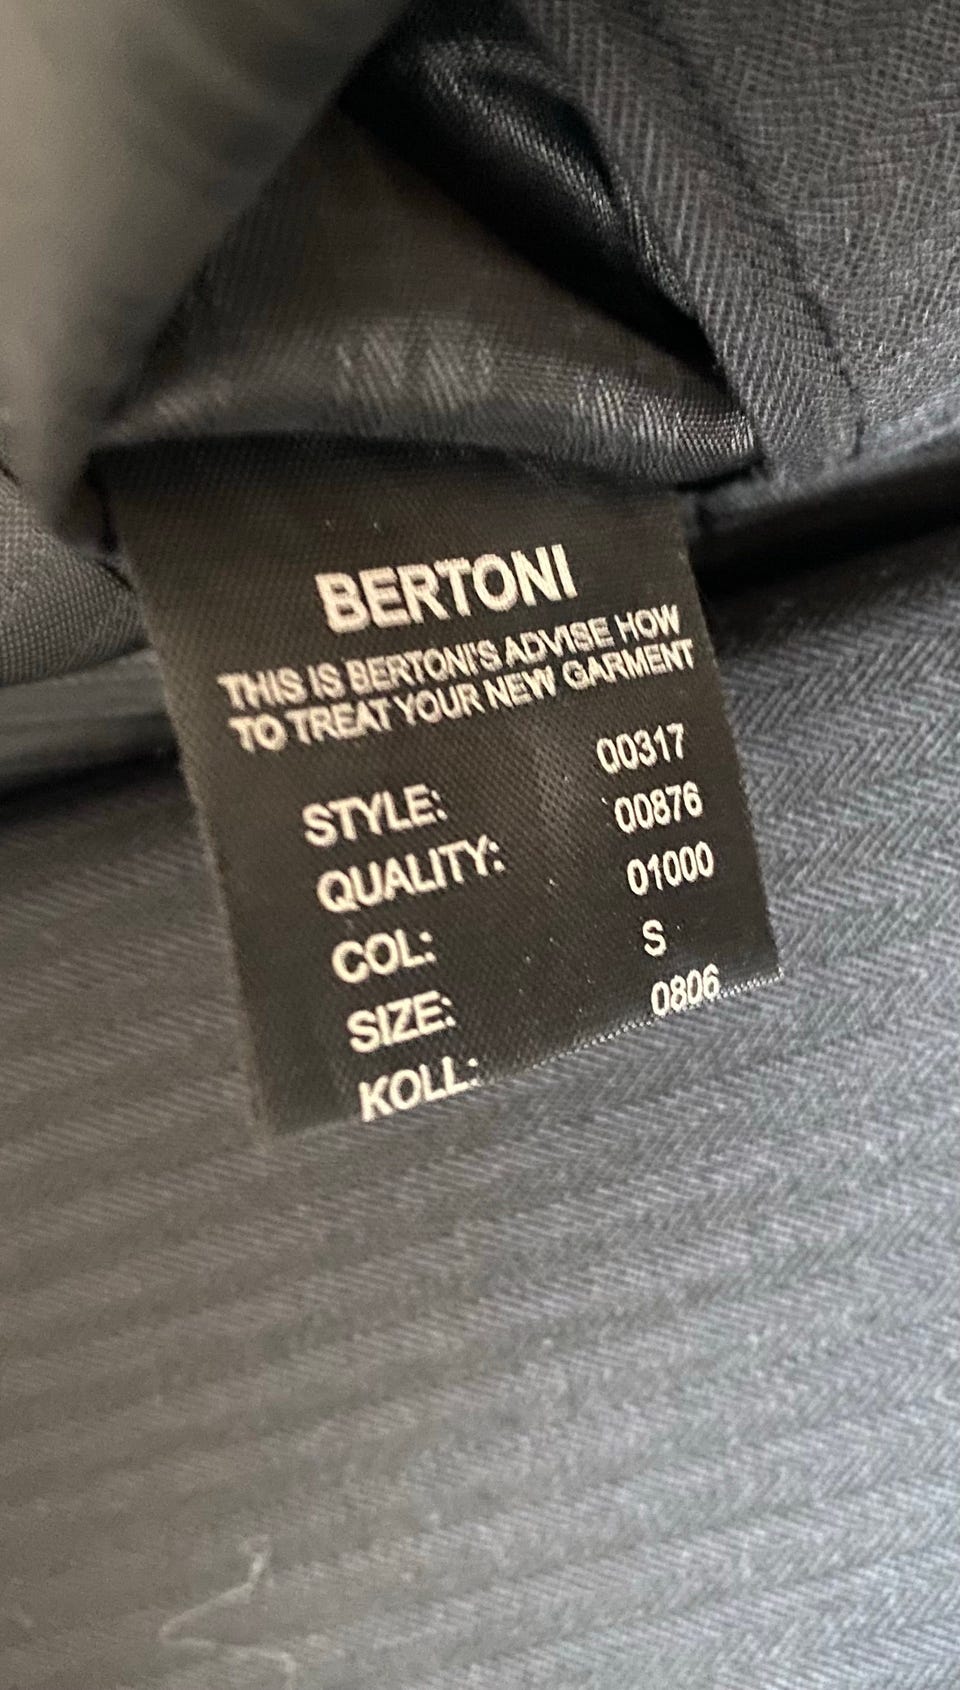 BERTONI
THIS IS BERTONI'S ADVISE HOW
TO TREAT YOUR NEW GARMENT
STYLE: 00317
QUALITY: 00876
COL: 01000
SIZE: S
KOLL: 0806